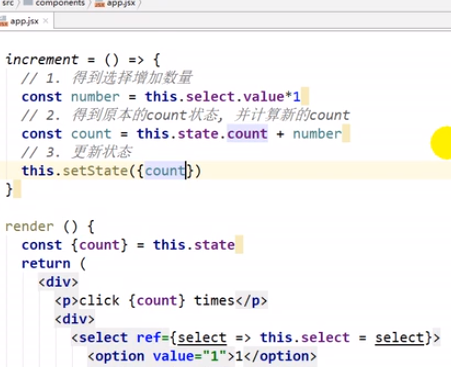 src components app.jsx
app.jsx ×
increment = () => {
// 1. 得到选择增加数量
const number = this.select.value*1
// 2. 得到原本的count状态, 并计算新的count
const count = this.state.count + number
// 3. 更新状态
this.setState({count})
}
render () {
const {count} = this.state
return (
<div>
<p>click {count} times</p>
<div>
<select ref={select => this.select = select}>
<option value="1">1</option>